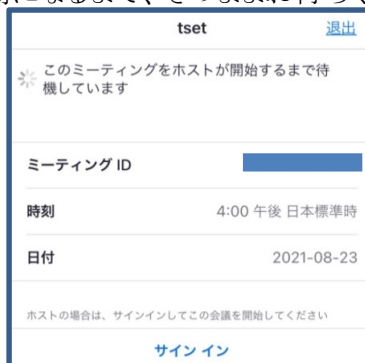 tset 退出
このミーティングをホストが開始するまで待
機しています
ミーティング ID
時刻 4:00 午後 日本標準時
日付 2021-08-23
ホストの場合は、サインインしてこの会議を開始してください
サイン イン